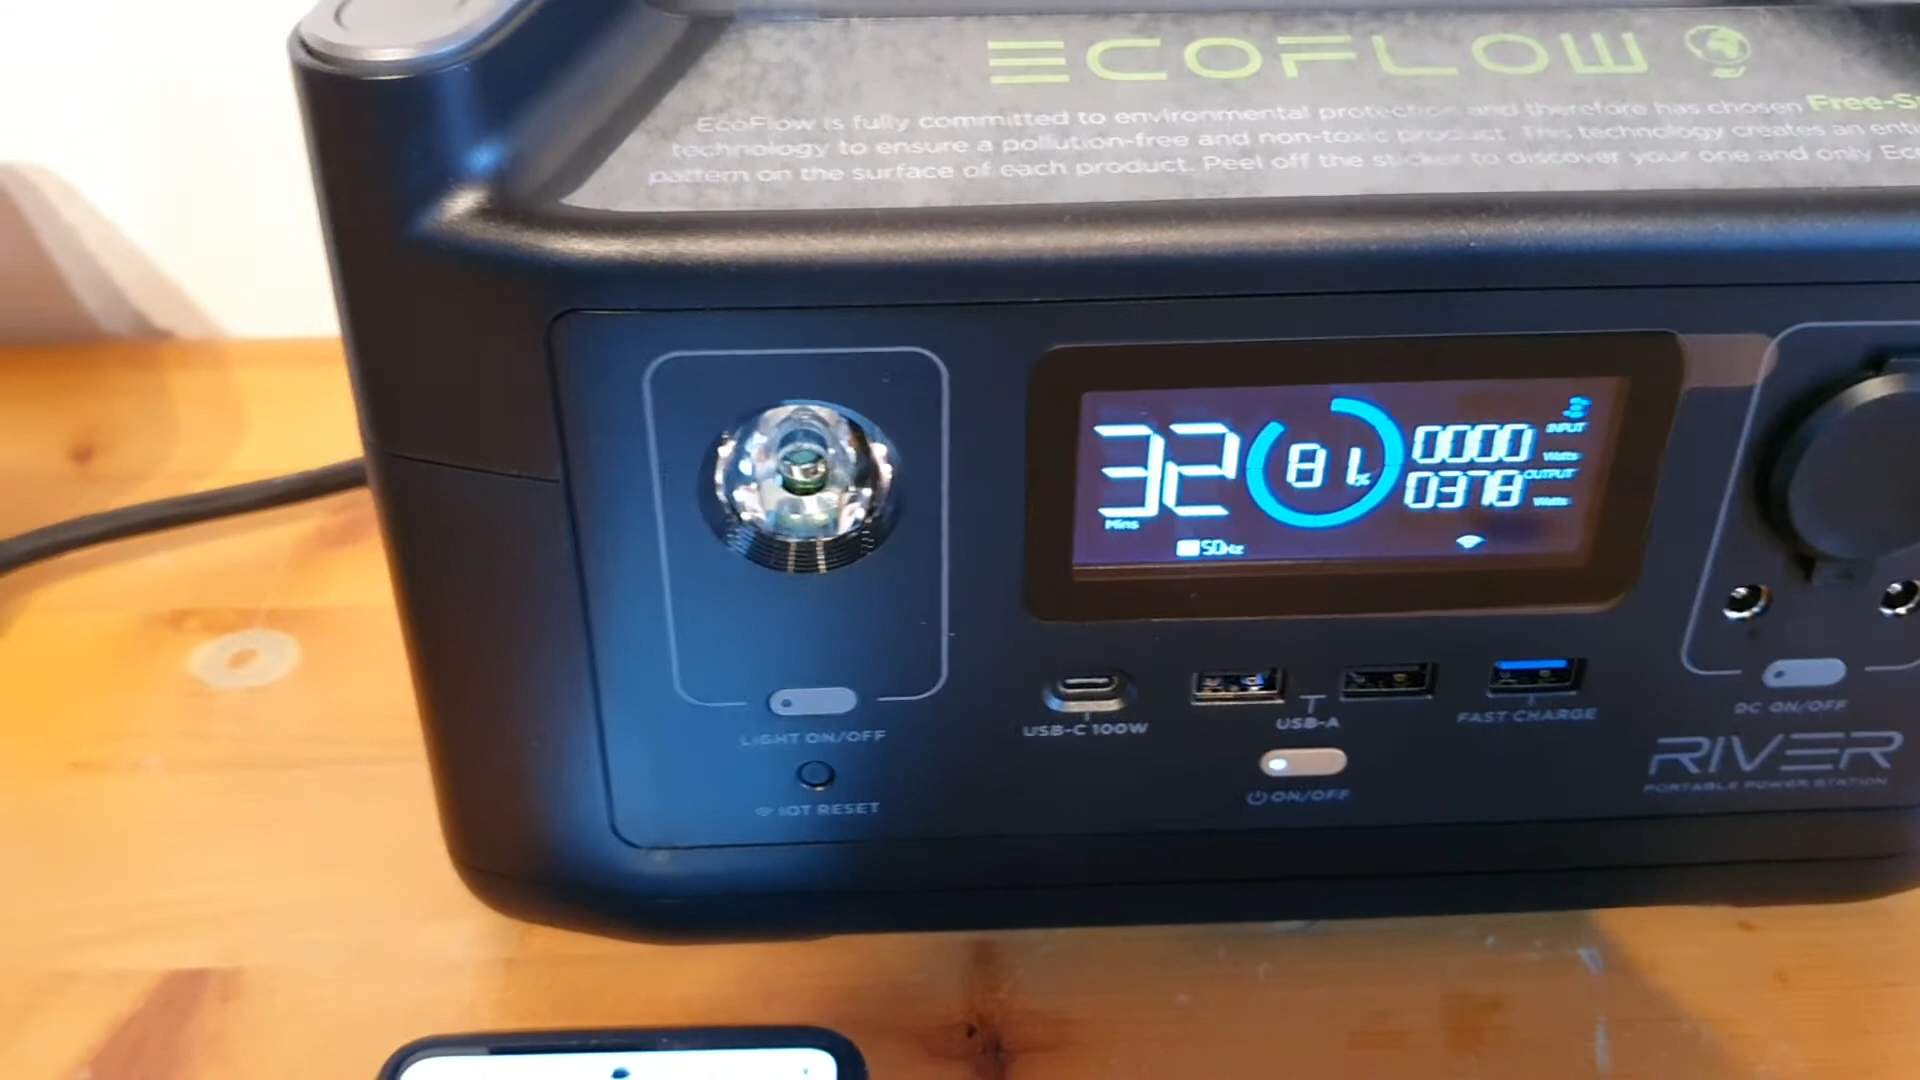 ECOFLOW
EcoFlow is fully committed to environmental protection and therefore has chosen Free-S
technology to ensure a pollution-free and non-toxic product. This technology creates an enti
pattern on the surface of each product. Peel off the sticker to discover your one and only Eco
32 Mins
81%
0000 INPUT Watts
0378 OUTPUT Watts
50Hz
LIGHT ON/OFF
IOT RESET
USB-C 100W
USB-A
FAST CHARGE
ON/OFF
DC ON/OFF
RIVER
PORTABLE POWER STATION